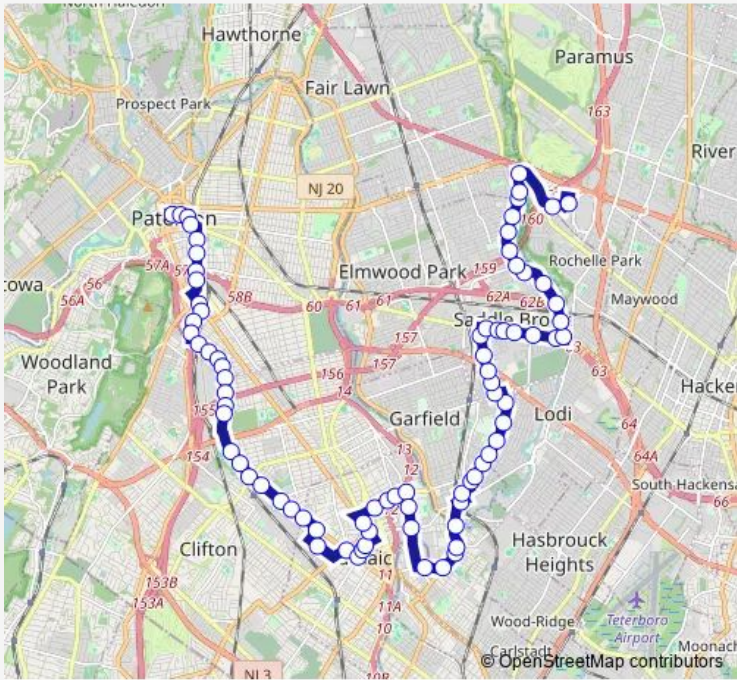 North Haledon
Hawthorne
Paramus
Fair Lawn
Prospect Park
163
River
NJ 20
Paterson
160
57A
Rochelle Park
Elmwood Park
159
56
56A
58B
60
61
61
62A
62B
Maywood
Saddle Bro
157
63
Woodland
Park
156
157
63
14
Hacke
155
Garfield
Lodi
64
154
13
64A
12
South Hackensa
66
Clifton
Hasbrouck
Heights
11
153B
153A
11A
10
Wood-Ridge
Teterboro
Airport
Carlstadt
Moonach
NJ 3
10B
© OpenStreetMap contributors